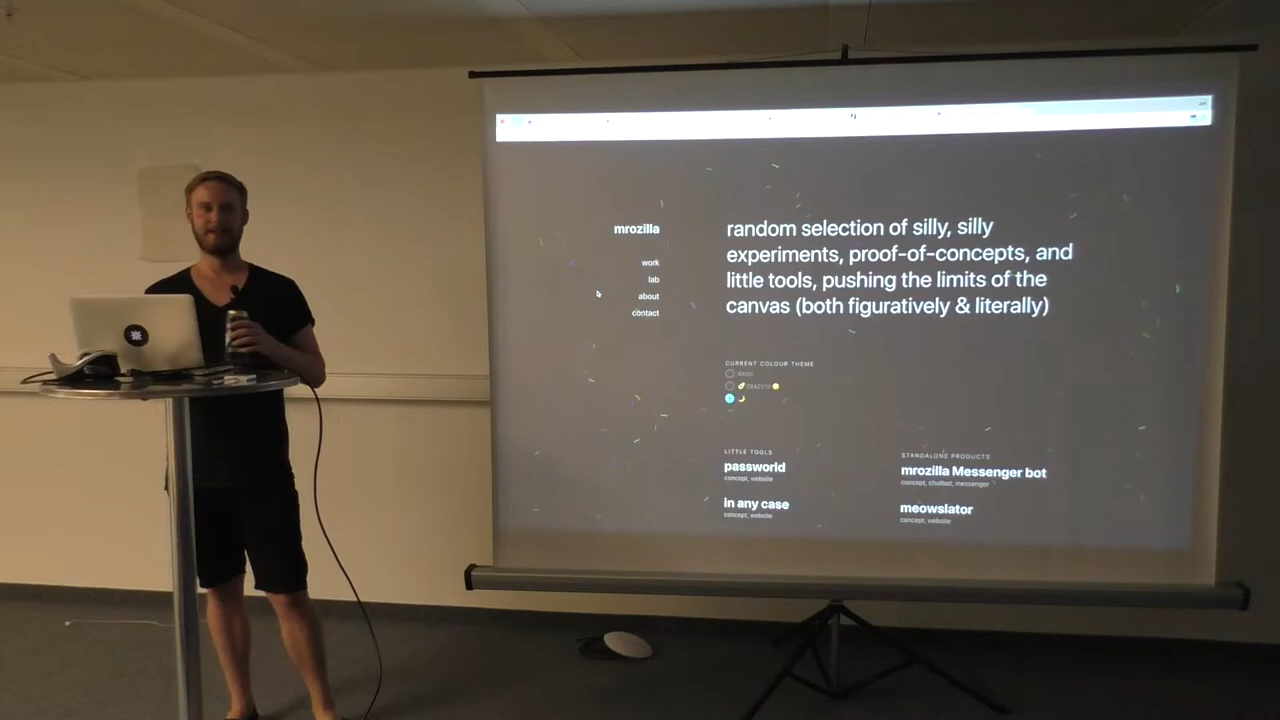 mrozilla
work
lab
about
contact
random selection of silly, silly
experiments, proof-of-concepts, and
little tools, pushing the limits of the
canvas (both figuratively & literally)
CURRENT COLOUR THEME
BASIC
CRAZY!!!
LITTLE TOOLS
passworld
concept, website
in any case
concept, website
STANDALONE PRODUCTS
mrozilla Messenger bot
concept, chatbot, messenger
meowslator
concept, website